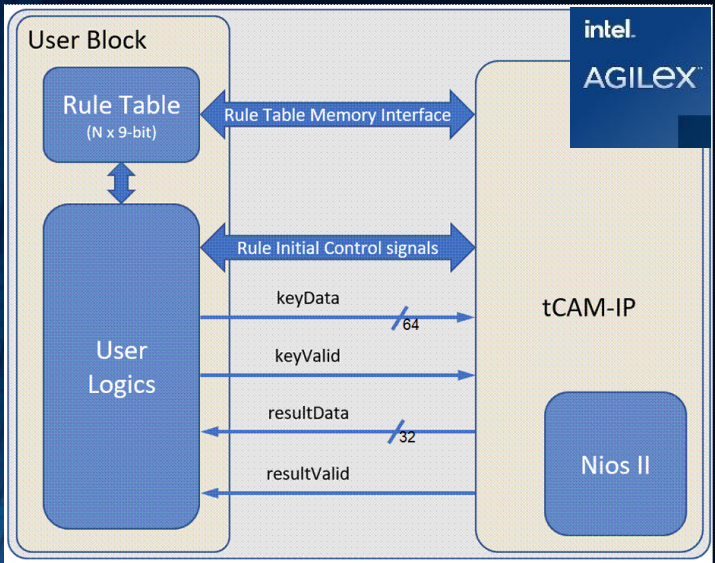 User Block
intel.
AGILEX™
Rule Table
(N x 9-bit)
Rule Table Memory Interface
Rule Initial Control signals
keyData
64
tCAM-IP
keyValid
User
Logics
resultData
32
Nios II
resultValid